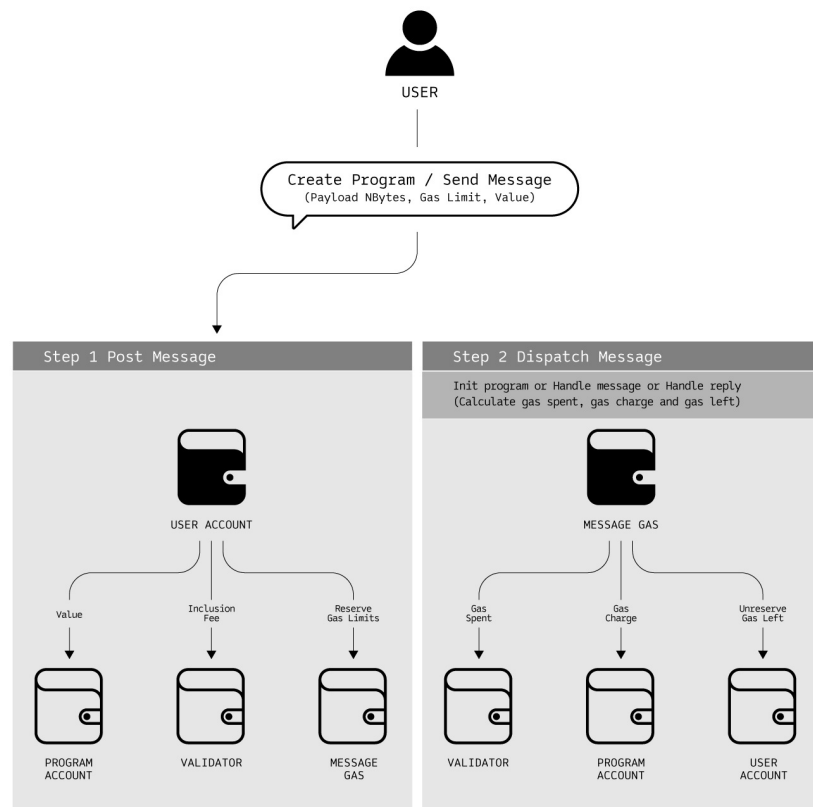 USER
Create Program / Send Message
(Payload NBytes, Gas Limit, Value)
Step 1 Post Message
USER ACCOUNT
Value
Inclusion
Fee
Reserve
Gas Limits
PROGRAM
ACCOUNT
VALIDATOR
MESSAGE
GAS
Step 2 Dispatch Message
Init program or Handle message or Handle reply
(Calculate gas spent, gas charge and gas left)
MESSAGE GAS
Gas
Spent
Gas
Charge
Unreserve
Gas Left
VALIDATOR
PROGRAM
ACCOUNT
USER
ACCOUNT